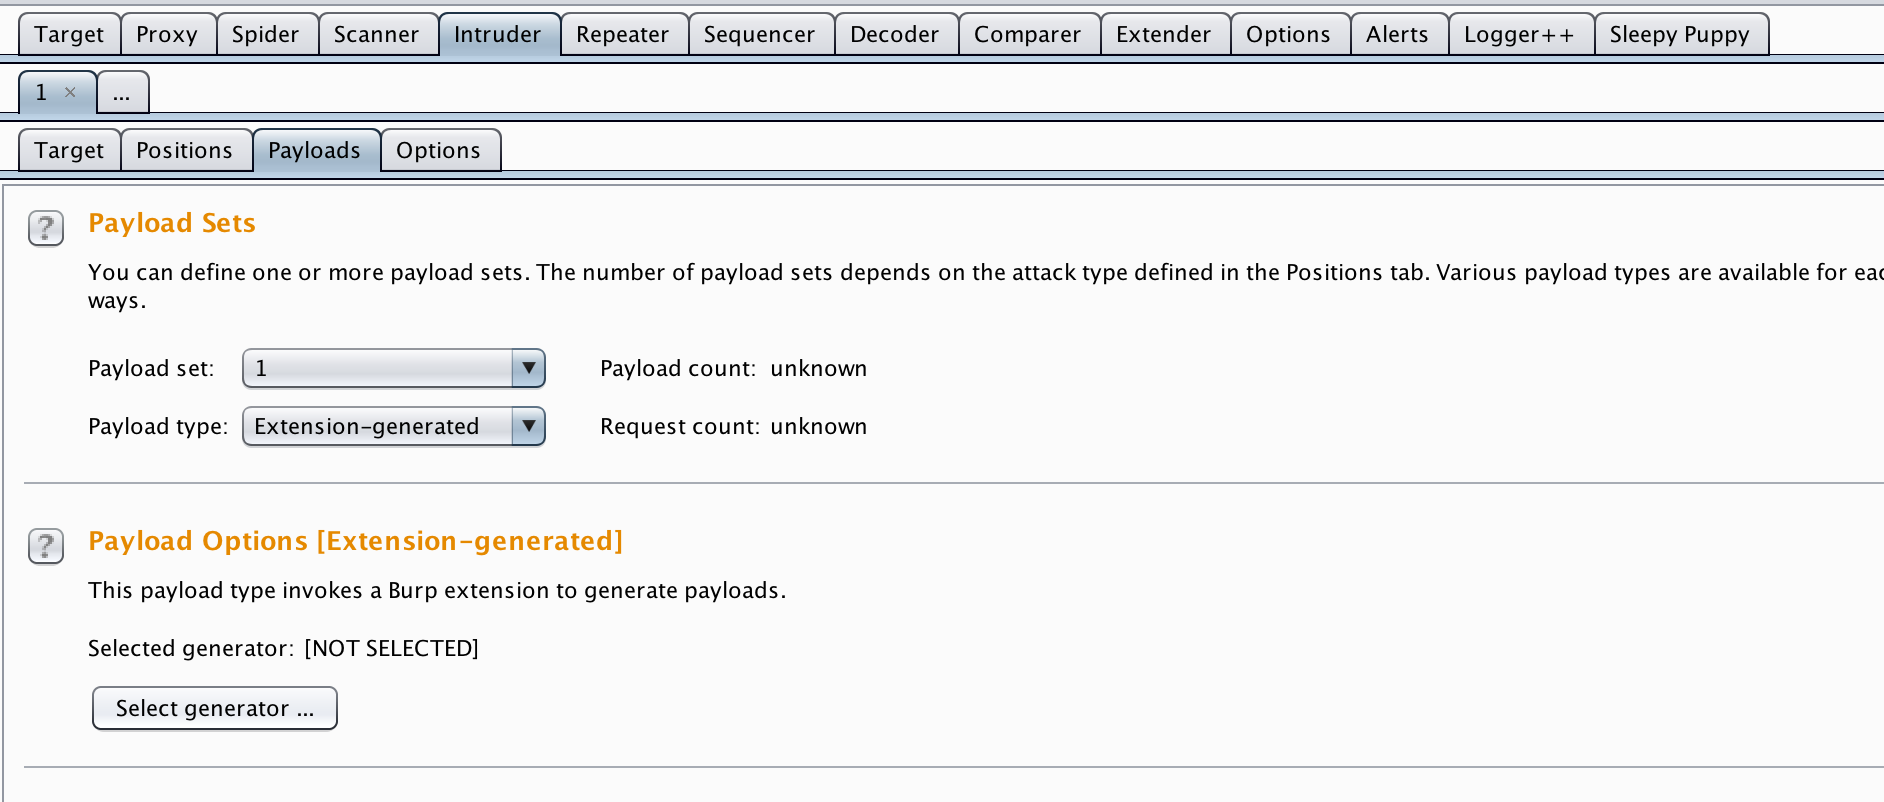 Target Proxy Spider Scanner Intruder Repeater Sequencer Decoder Comparer Extender Options Alerts Logger++ Sleepy Puppy
1 × ...
Target Positions Payloads Options
? Payload Sets
You can define one or more payload sets. The number of payload sets depends on the attack type defined in the Positions tab. Various payload types are available for
ways.
Payload set: 1 Payload count: unknown
Payload type: Extension-generated Request count: unknown
? Payload Options [Extension-generated]
This payload type invokes a Burp extension to generate payloads.
Selected generator: [NOT SELECTED]
Select generator ...